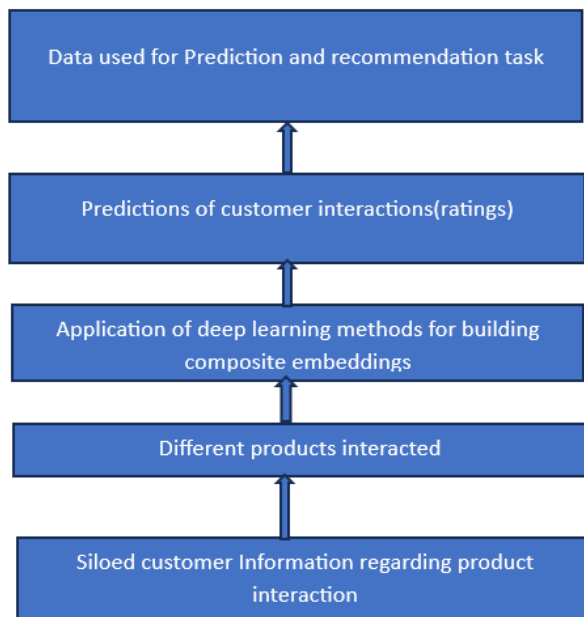 Data used for Prediction and recommendation task
Predictions of customer interactions(ratings)
Application of deep learning methods for building
composite embeddings
Different products interacted
Siloed customer Information regarding product
interaction